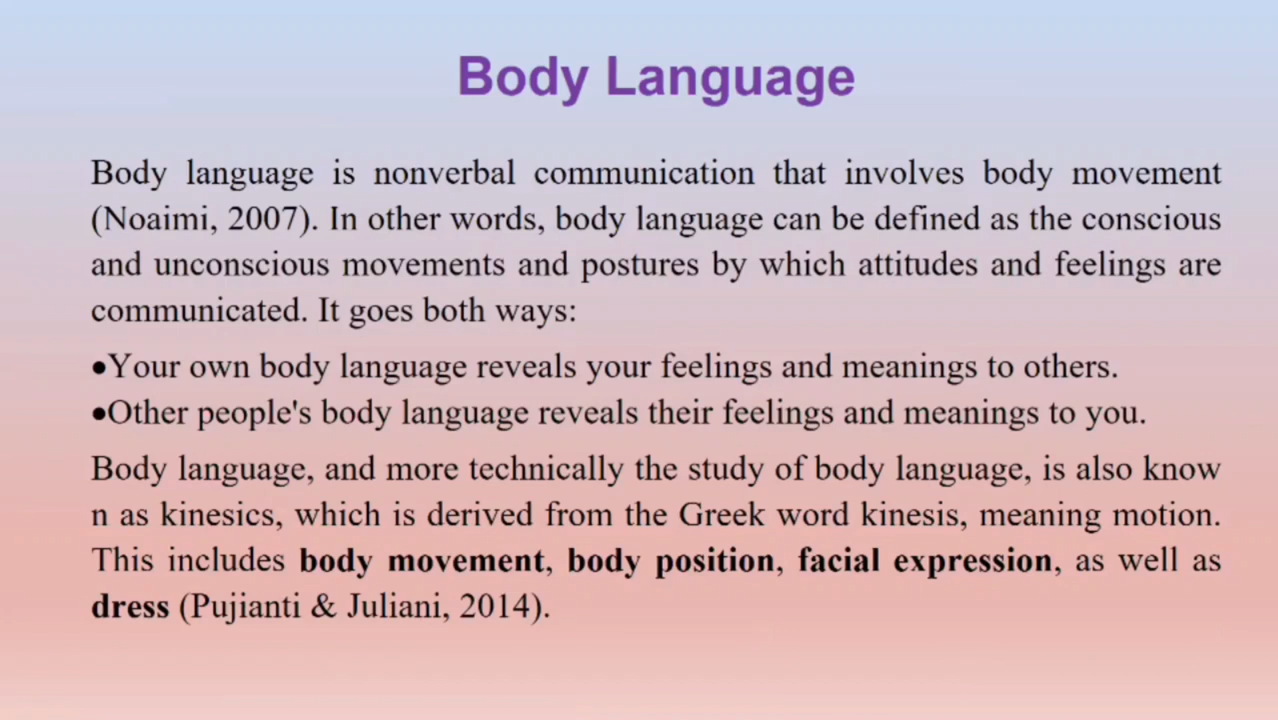 Body Language
Body language is nonverbal communication that involves body movement
(Noaimi, 2007). In other words, body language can be defined as the conscious
and unconscious movements and postures by which attitudes and feelings are
communicated. It goes both ways:
•Your own body language reveals your feelings and meanings to others.
•Other people's body language reveals their feelings and meanings to you.
Body language, and more technically the study of body language, is also know
n as kinesics, which is derived from the Greek word kinesis, meaning motion.
This includes body movement, body position, facial expression, as well as
dress (Pujianti & Juliani, 2014).